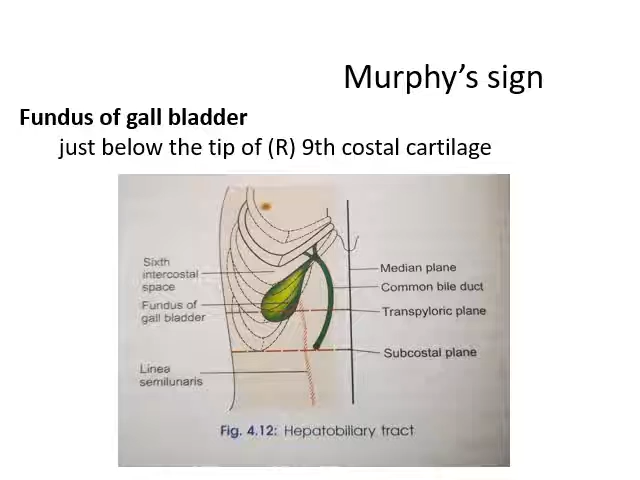 Murphy’s sign
Fundus of gall bladder
just below the tip of (R) 9th costal cartilage
Sixth
intercostal
space
Fundus of
gall bladder
Linea
semilunaris
Median plane
Common bile duct
Transpyloric plane
Subcostal plane
Fig. 4.12: Hepatobiliary tract